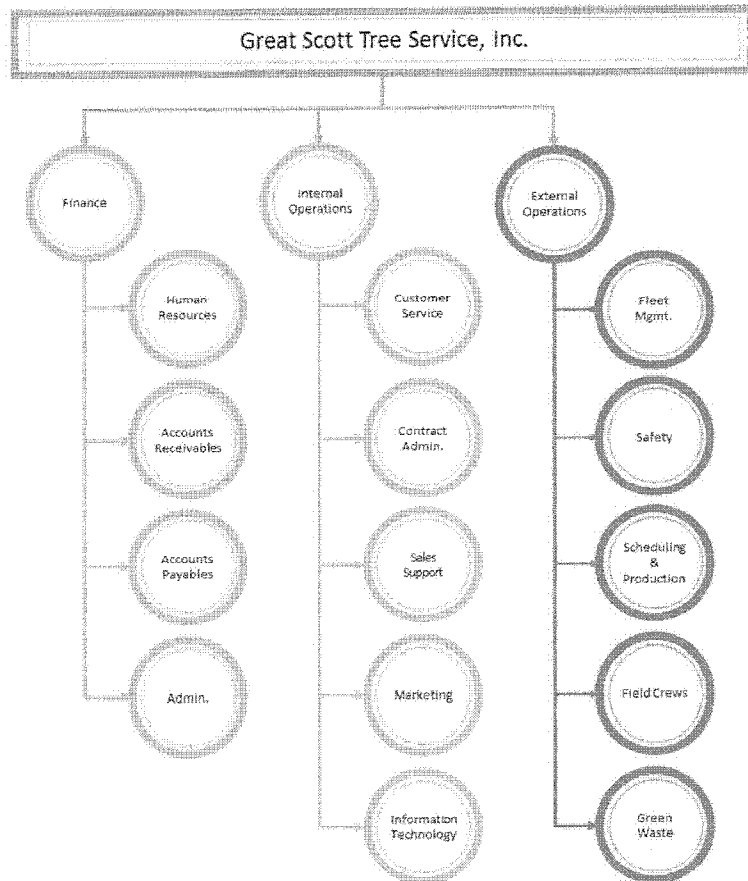 Great Scott Tree Service, Inc.
Finance
Human
Resources
Accounts
Receivables
Accounts
Payables
Admin.
Internal
Operations
Customer
Service
Contract
Admin.
Sales
Support
Marketing
Information
Technology
External
Operations
Fleet
Mgmt.
Safety
Scheduling
&
Production
Field Crews
Green
Waste